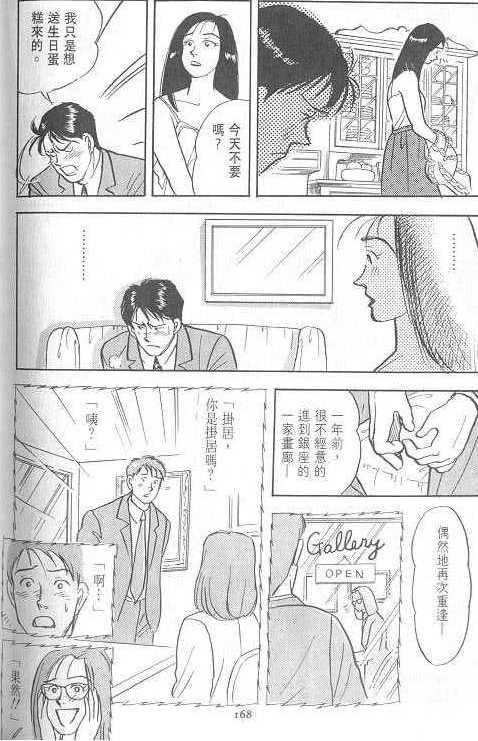 今天不要
嗎？
我只是想
送生日蛋
糕來的。
………
………
一年前，
很不經意的
進到銀座的
一家畫廊—
偶然地再次重逢—
Gallery
OPEN
「掛居，
你是掛居嗎？」
「咦？」
「啊…」
「果然!!」
168